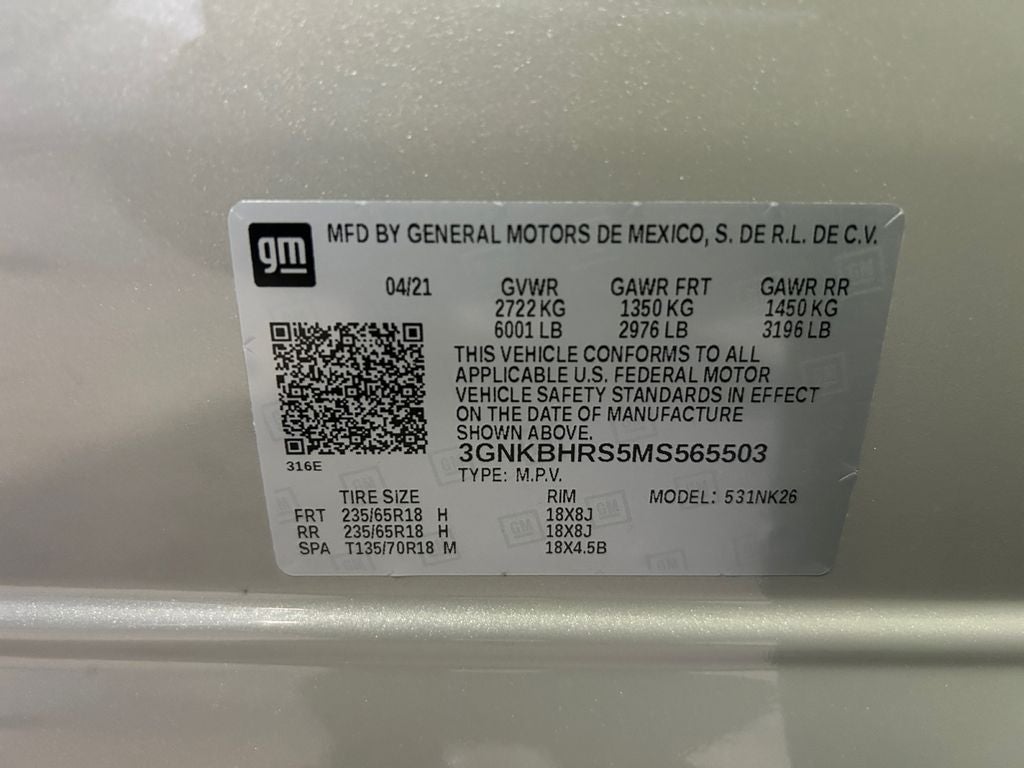 gm MFD BY GENERAL MOTORS DE MEXICO, S. DE R.L. DE C.V.
04/21 GVWR GAWR FRT GAWR RR
2722 KG 1350 KG 1450 KG
6001 LB 2976 LB 3196 LB
THIS VEHICLE CONFORMS TO ALL
APPLICABLE U.S. FEDERAL MOTOR
VEHICLE SAFETY STANDARDS IN EFFECT
ON THE DATE OF MANUFACTURE
SHOWN ABOVE.
3GNKBHRS5MS565503
316E
TYPE: M.P.V.
TIRE SIZE RIM MODEL: 531NK26
FRT 235/65R18 H 18X8J
RR 235/65R18 H 18X8J
SPA T135/70R18 M 18X4.5B